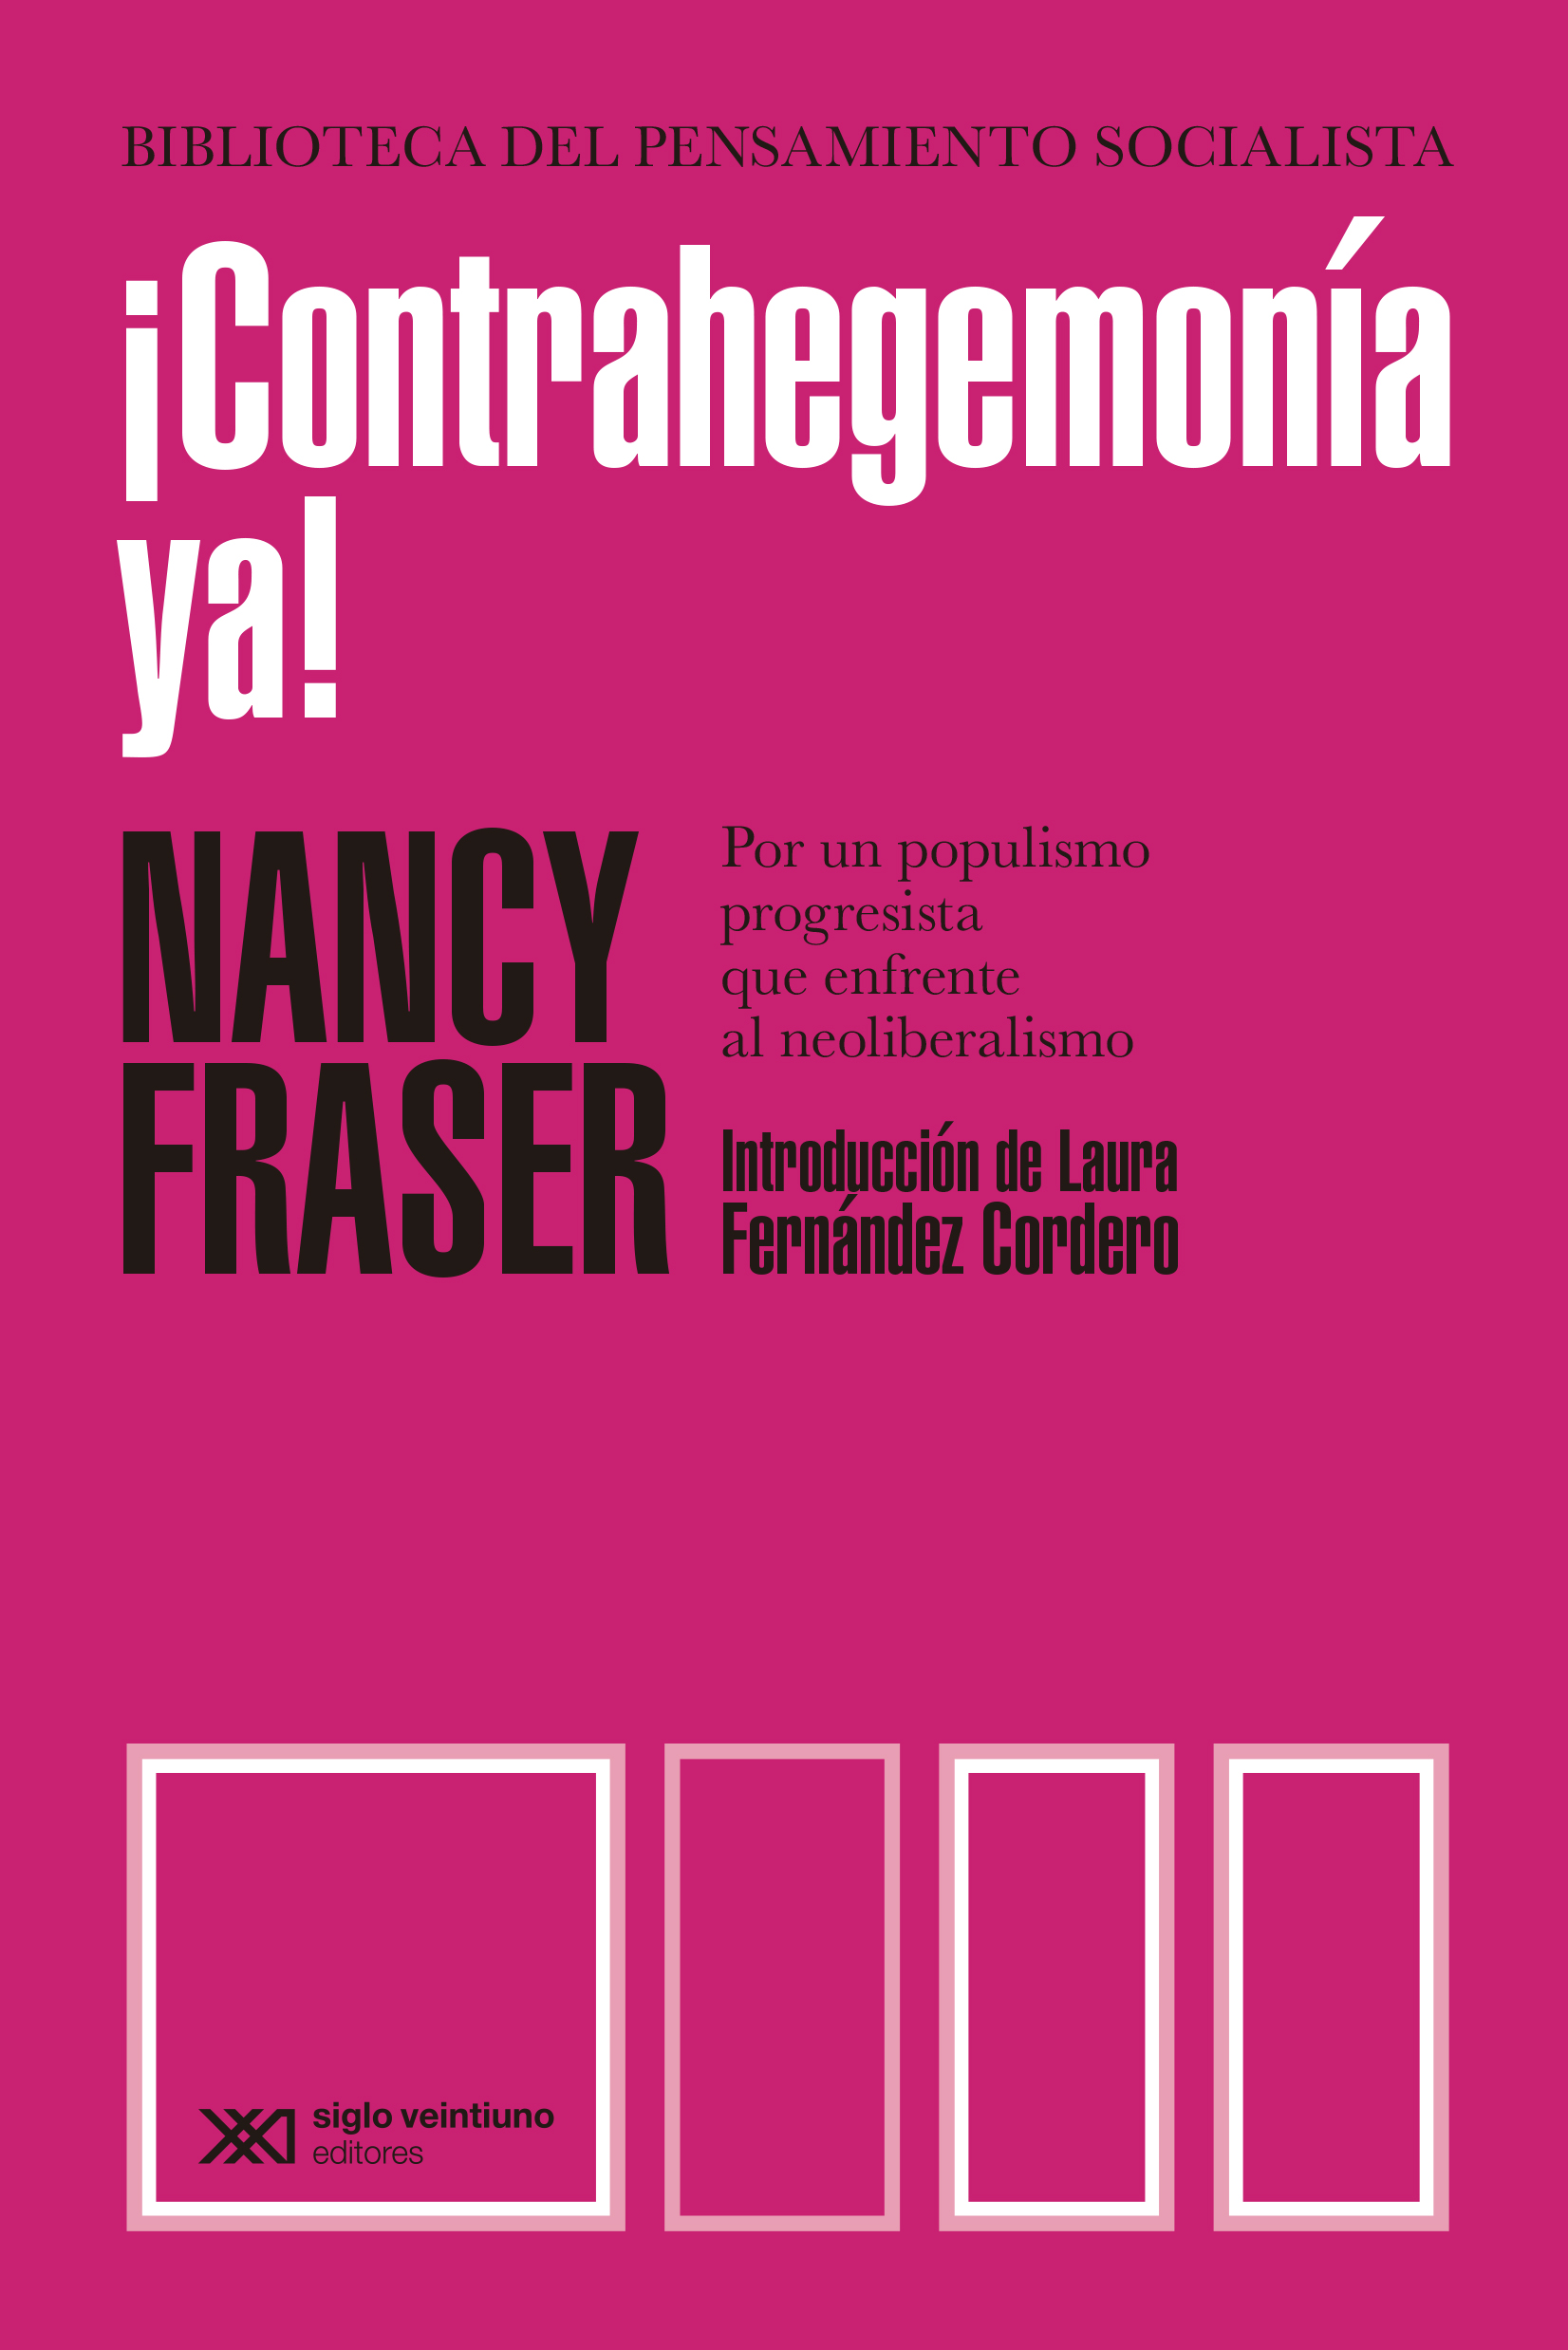 BIBLIOTECA DEL PENSAMIENTO SOCIALISTA
¡Contrahegemonía
ya!
NANCY
FRASER
Por un populismo
progresista
que enfrente
al neoliberalismo
Introducción de Laura
Fernández Cordero
siglo veintiuno
editores